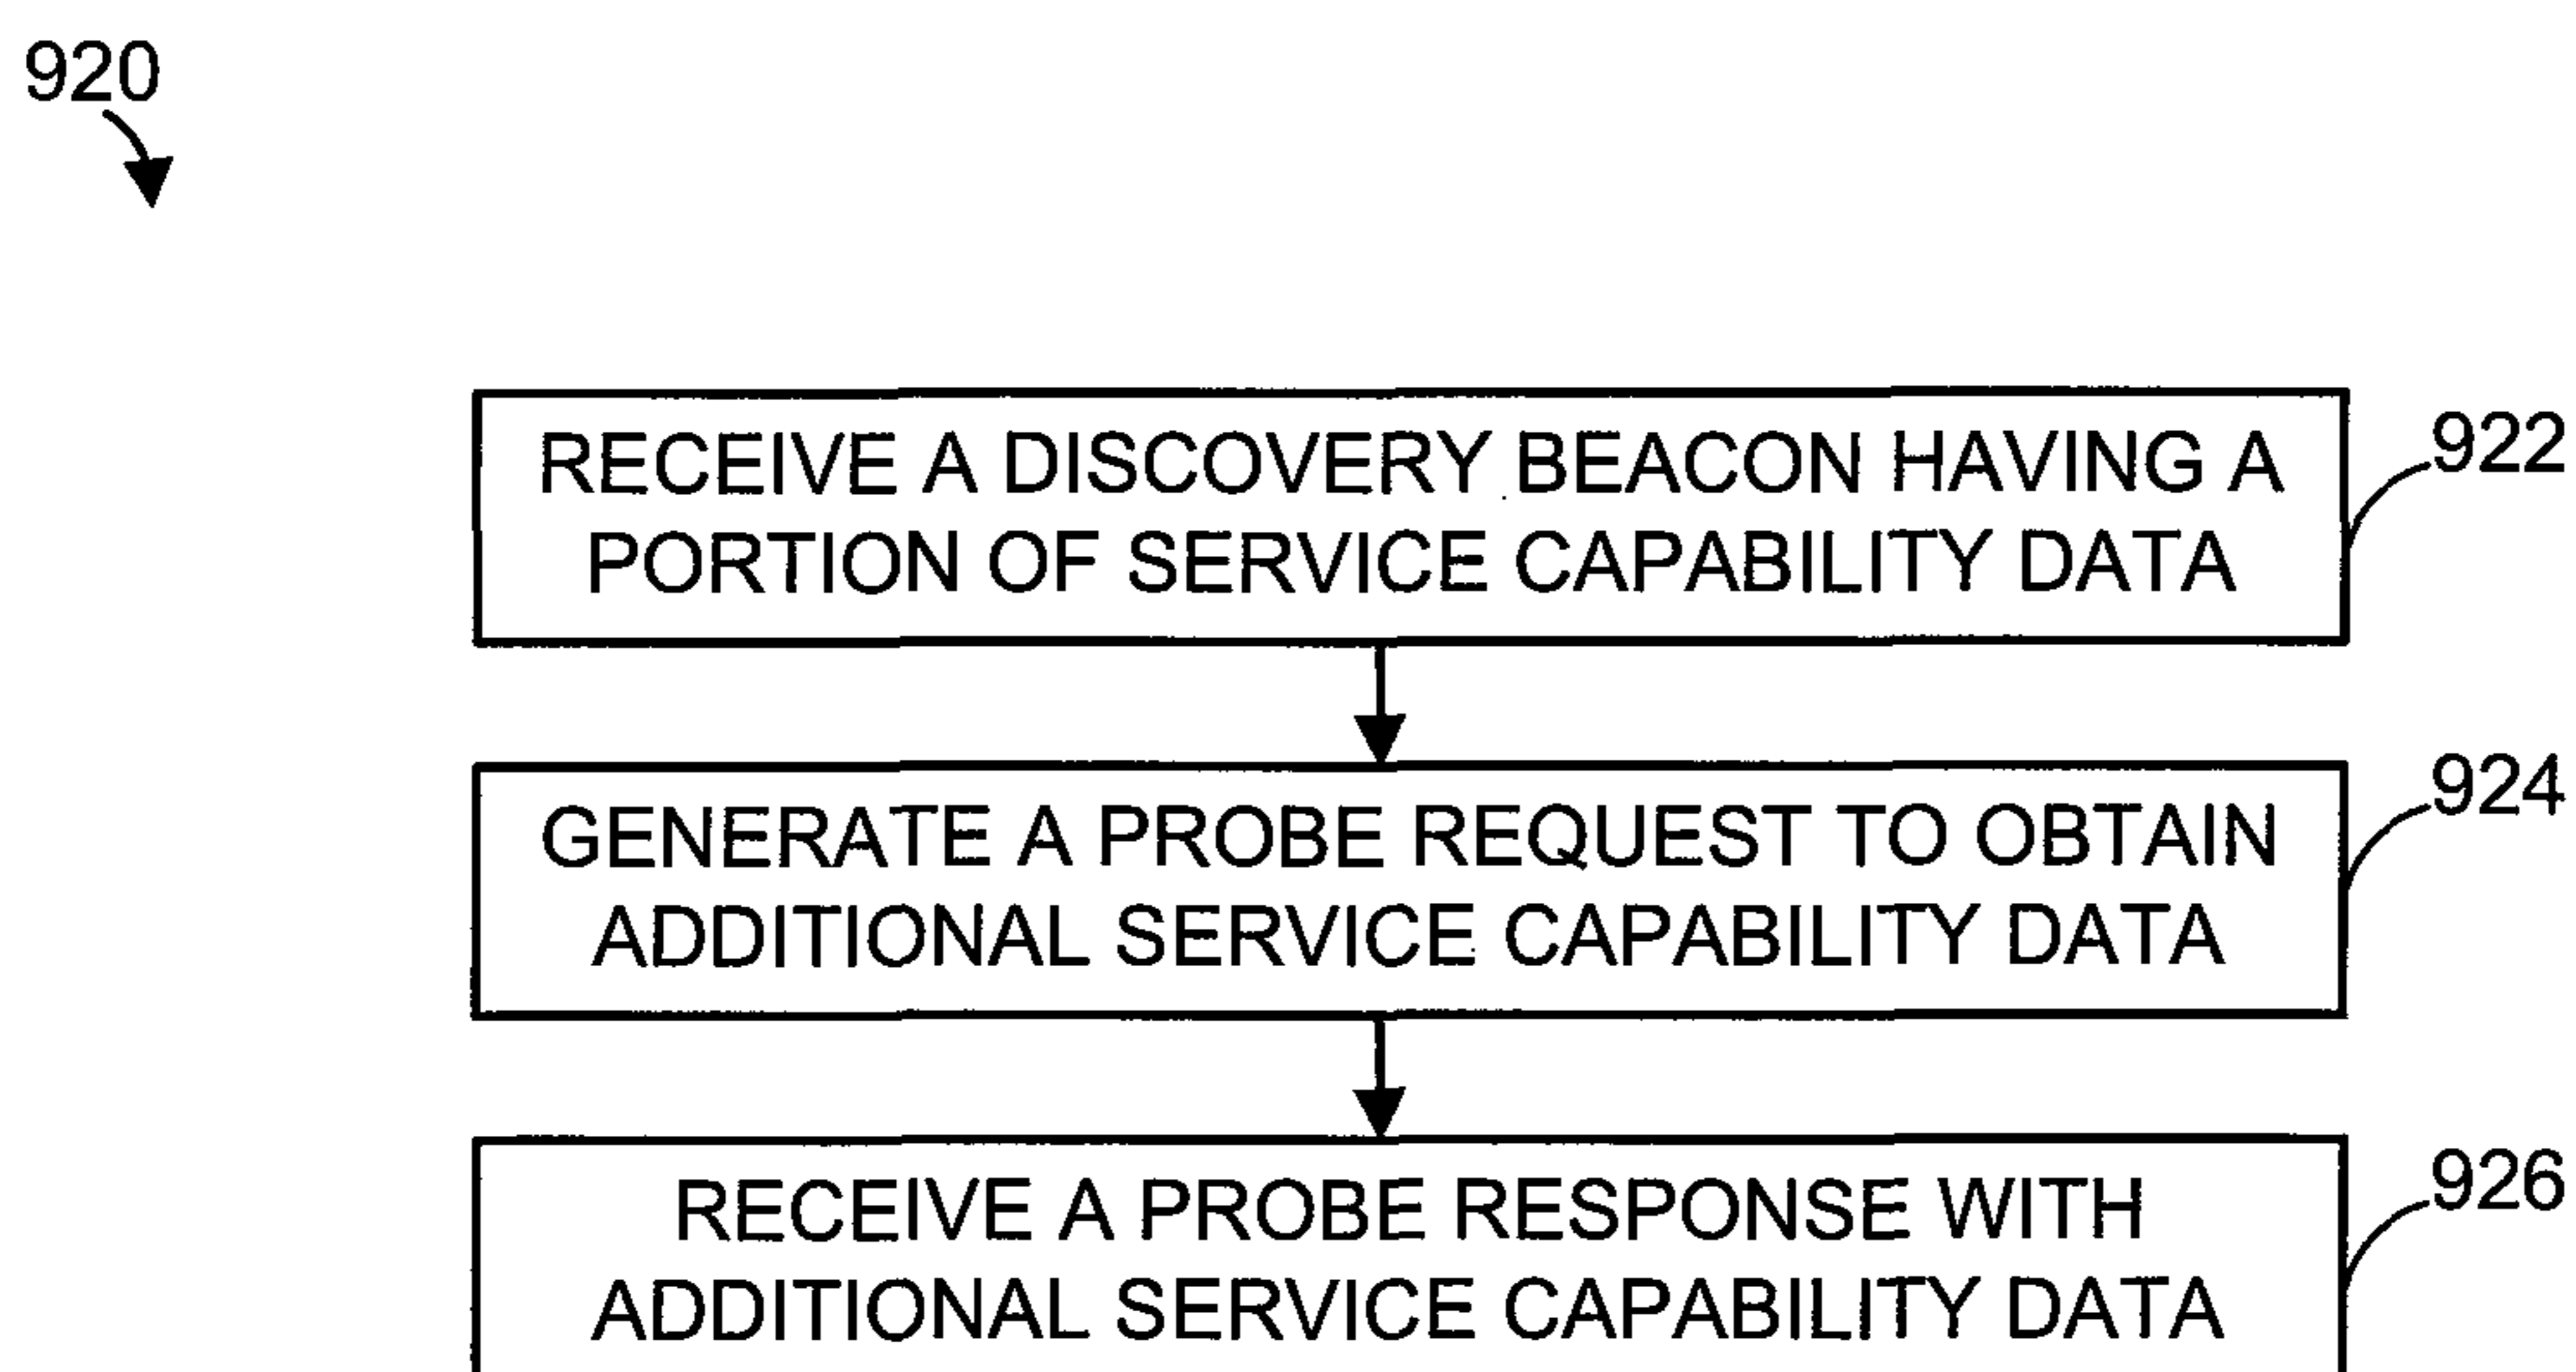 920
RECEIVE A DISCOVERY BEACON HAVING A
PORTION OF SERVICE CAPABILITY DATA
922
GENERATE A PROBE REQUEST TO OBTAIN
ADDITIONAL SERVICE CAPABILITY DATA
924
RECEIVE A PROBE RESPONSE WITH
ADDITIONAL SERVICE CAPABILITY DATA
926